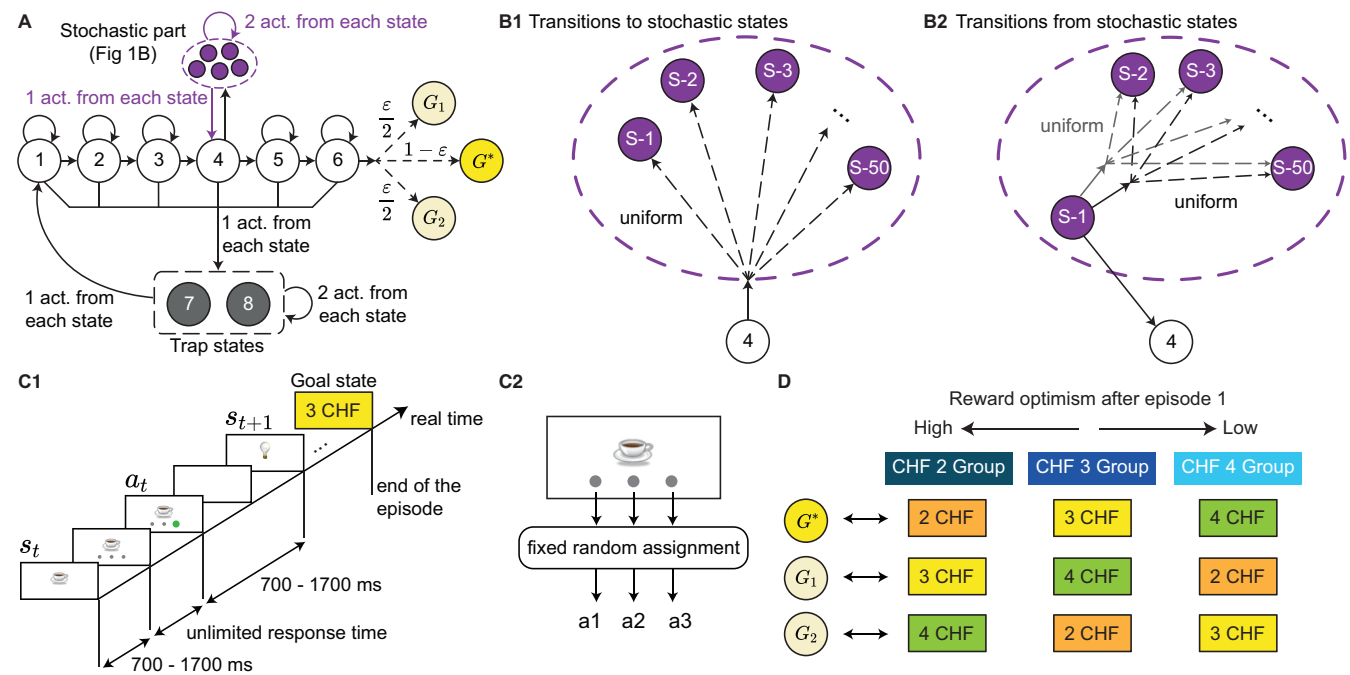 A
2 act. from each state
Stochastic part
(Fig 1B)
1 act. from each state
1
2
3
4
5
6
ε/2
1 − ε
ε/2
G₁
G*
G₂
1 act. from
each state
1 act. from
each state
7
8
2 act. from
each state
Trap states
B1 Transitions to stochastic states
S-1
S-2
S-3
...
S-50
uniform
4
B2 Transitions from stochastic states
S-2
S-3
...
uniform
S-50
S-1
uniform
4
C1
Goal state
3 CHF
real time
sₜ₊₁
...
aₜ
end of the
episode
sₜ
700 - 1700 ms
unlimited response time
700 - 1700 ms
C2
fixed random assignment
a1 a2 a3
D
Reward optimism after episode 1
High Low
CHF 2 Group CHF 3 Group CHF 4 Group
G* 2 CHF 3 CHF 4 CHF
G₁ 3 CHF 4 CHF 2 CHF
G₂ 4 CHF 2 CHF 3 CHF